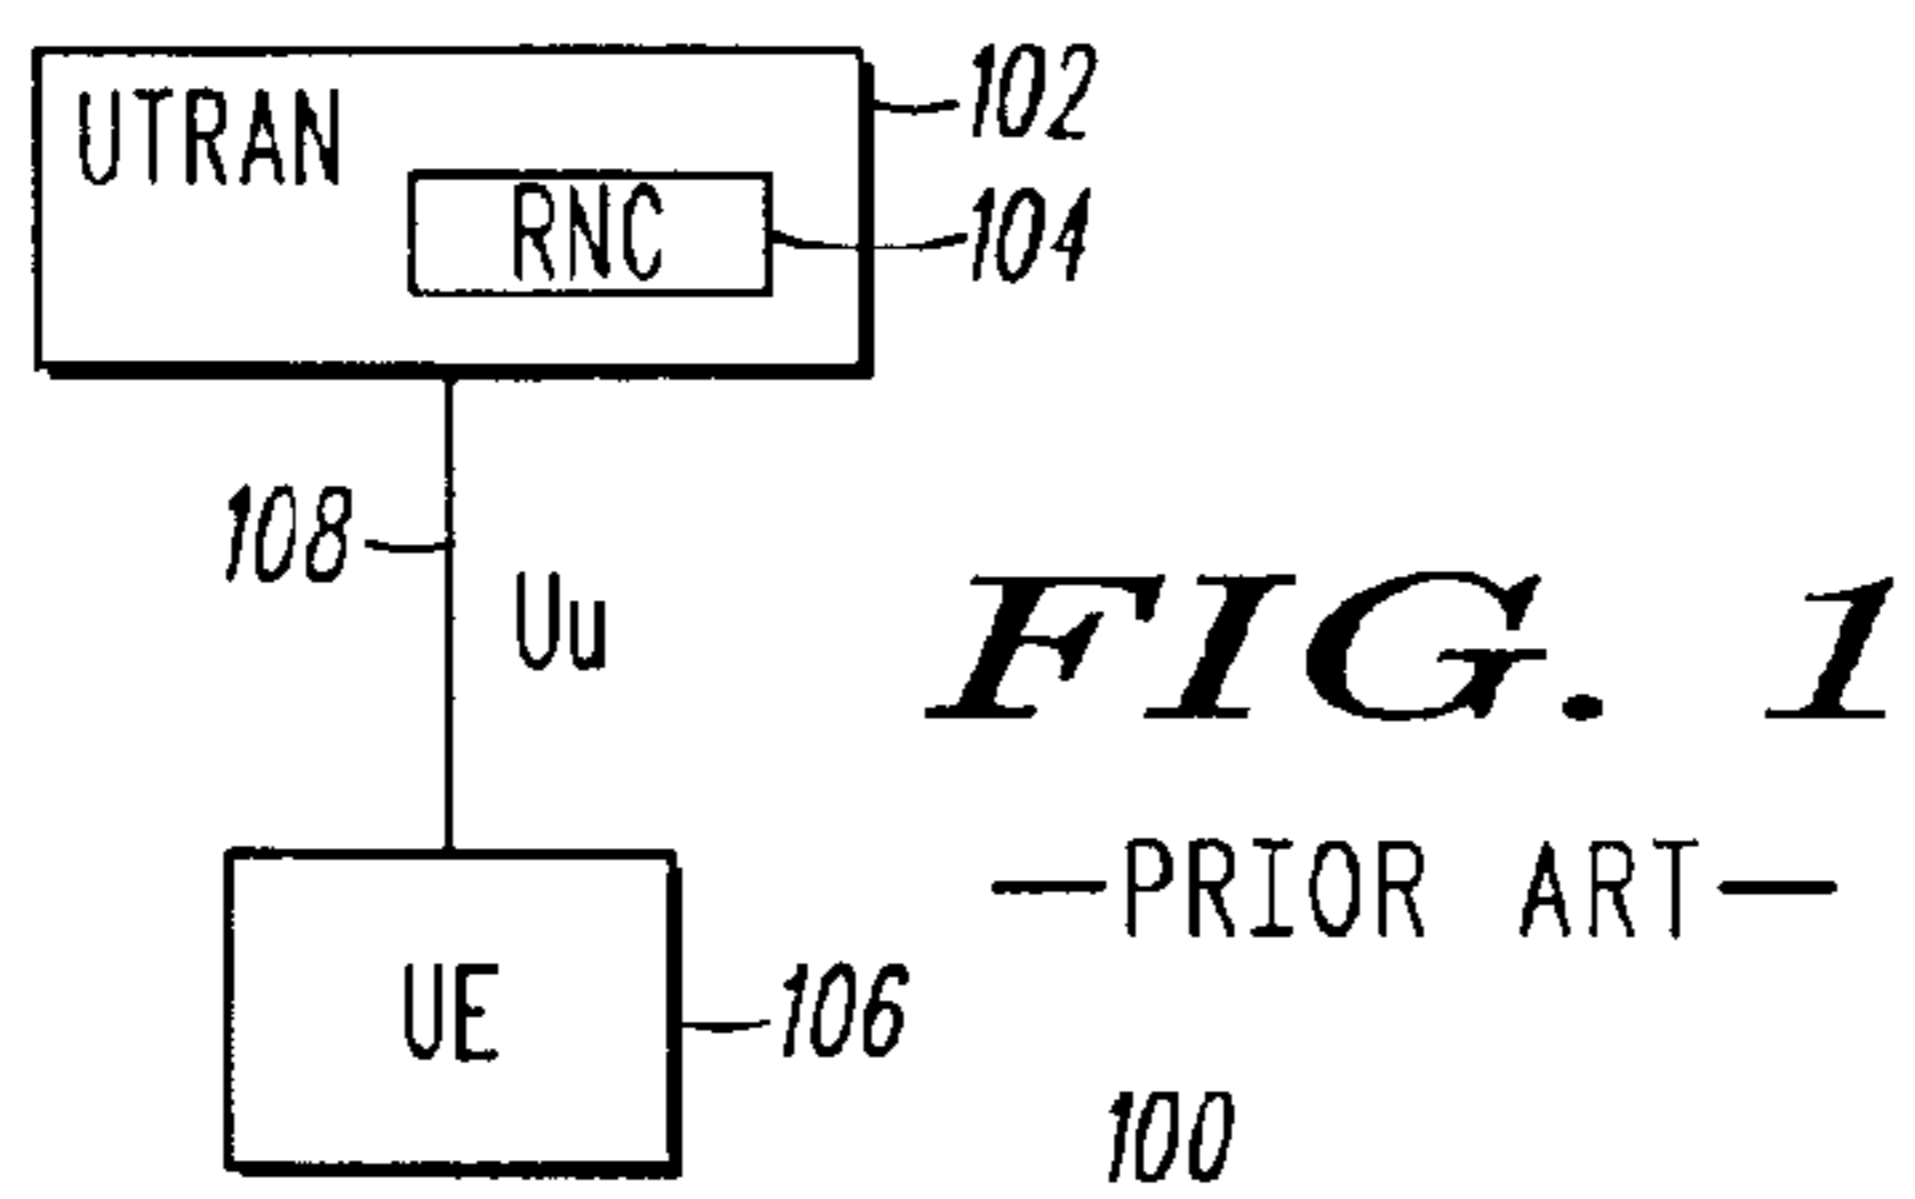 UTRAN
102
RNC
104
108
Uu
FIG. 1
—PRIOR ART—
UE
106
100